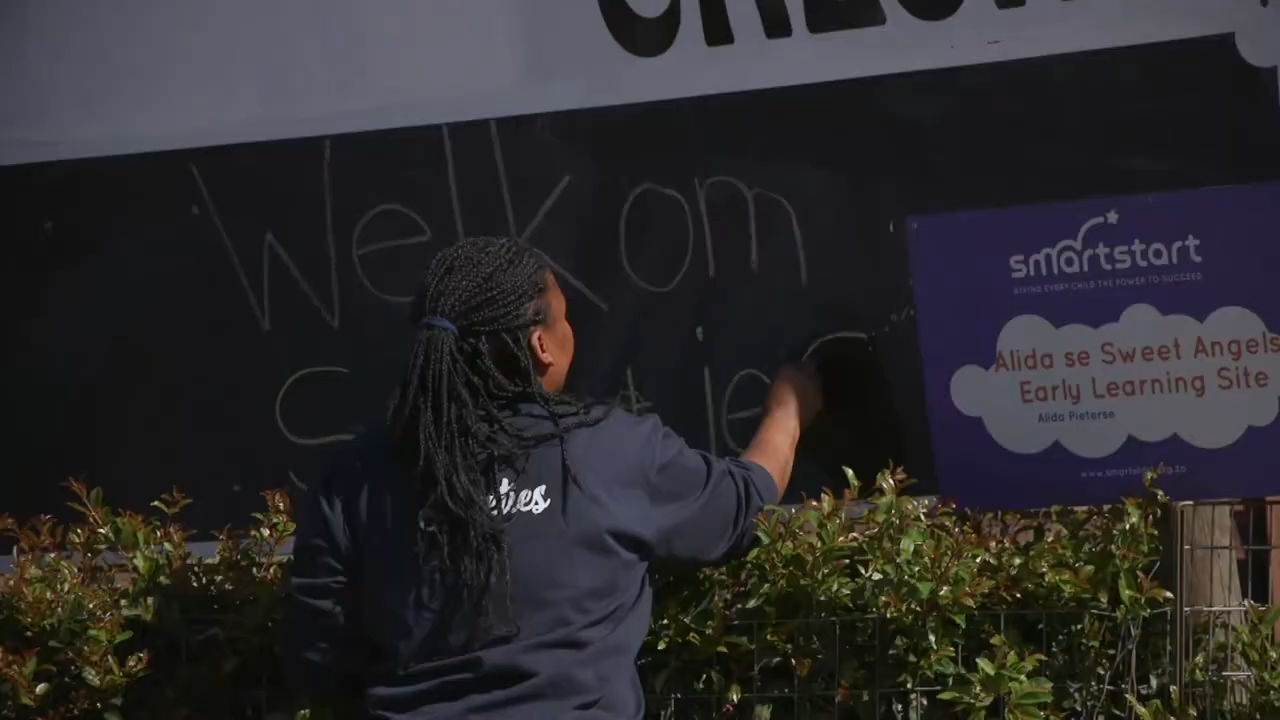 Welkom
smartstart
GIVING EVERY CHILD THE POWER TO SUCCEED
Alida se Sweet Angels
Early Learning Site
Alida Pieterse
www.smartstart.org.za